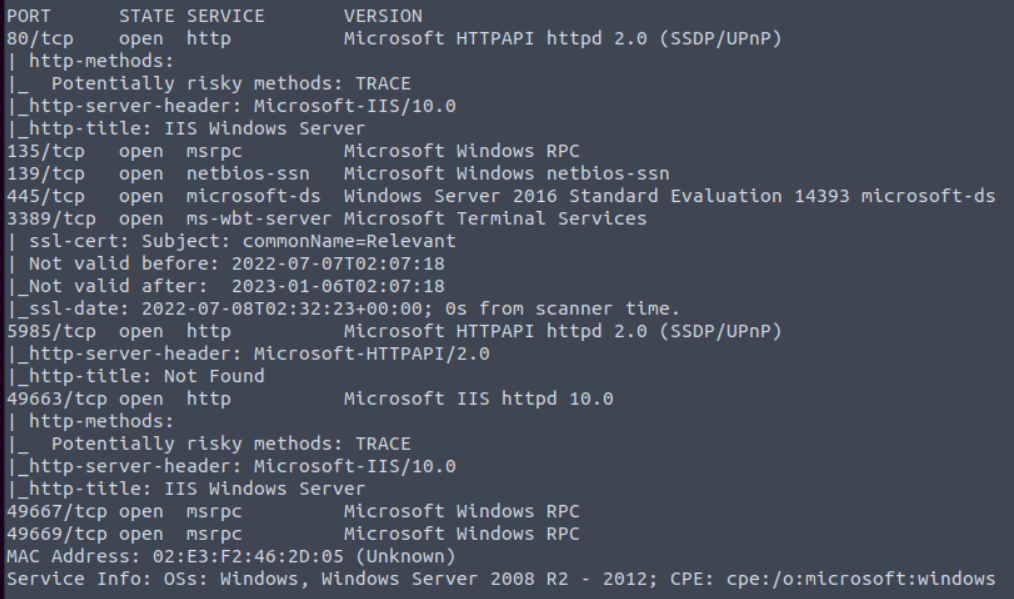 PORT      STATE SERVICE       VERSION
80/tcp    open  http          Microsoft HTTPAPI httpd 2.0 (SSDP/UPnP)
| http-methods:
|_  Potentially risky methods: TRACE
|_http-server-header: Microsoft-IIS/10.0
|_http-title: IIS Windows Server
135/tcp   open  msrpc         Microsoft Windows RPC
139/tcp   open  netbios-ssn   Microsoft Windows netbios-ssn
445/tcp   open  microsoft-ds  Windows Server 2016 Standard Evaluation 14393 microsoft-ds
3389/tcp  open  ms-wbt-server Microsoft Terminal Services
| ssl-cert: Subject: commonName=Relevant
| Not valid before: 2022-07-07T02:07:18
|_Not valid after:  2023-01-06T02:07:18
|_ssl-date: 2022-07-08T02:32:23+00:00; 0s from scanner time.
5985/tcp  open  http          Microsoft HTTPAPI httpd 2.0 (SSDP/UPnP)
|_http-server-header: Microsoft-HTTPAPI/2.0
|_http-title: Not Found
49663/tcp open  http          Microsoft IIS httpd 10.0
| http-methods:
|_  Potentially risky methods: TRACE
|_http-server-header: Microsoft-IIS/10.0
|_http-title: IIS Windows Server
49667/tcp open  msrpc         Microsoft Windows RPC
49669/tcp open  msrpc         Microsoft Windows RPC
MAC Address: 02:E3:F2:46:2D:05 (Unknown)
Service Info: OSs: Windows, Windows Server 2008 R2 - 2012; CPE: cpe:/o:microsoft:windows